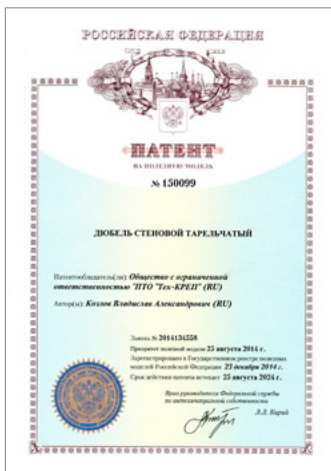 РОССИЙСКАЯ ФЕДЕРАЦИЯ
ПАТЕНТ
НА ПОЛЕЗНУЮ МОДЕЛЬ
№ 150099
ДЮБЕЛЬ СТЕНОВОЙ ТАРЕЛЬЧАТЫЙ
Патентообладатель(ли): Общество с ограниченной
ответственностью "ПТО "Тех-КРЕП" (RU)
Автор(ы): Козлов Владислав Александрович (RU)
Заявка № 2014134558
Приоритет полезной модели 25 августа 2014 г.
Зарегистрировано в Государственном реестре полезных
моделей Российской Федерации 23 декабря 2014 г.
Срок действия патента истекает 25 августа 2024 г.
Врио руководителя Федеральной службы
по интеллектуальной собственности
Л.Л. Кирий